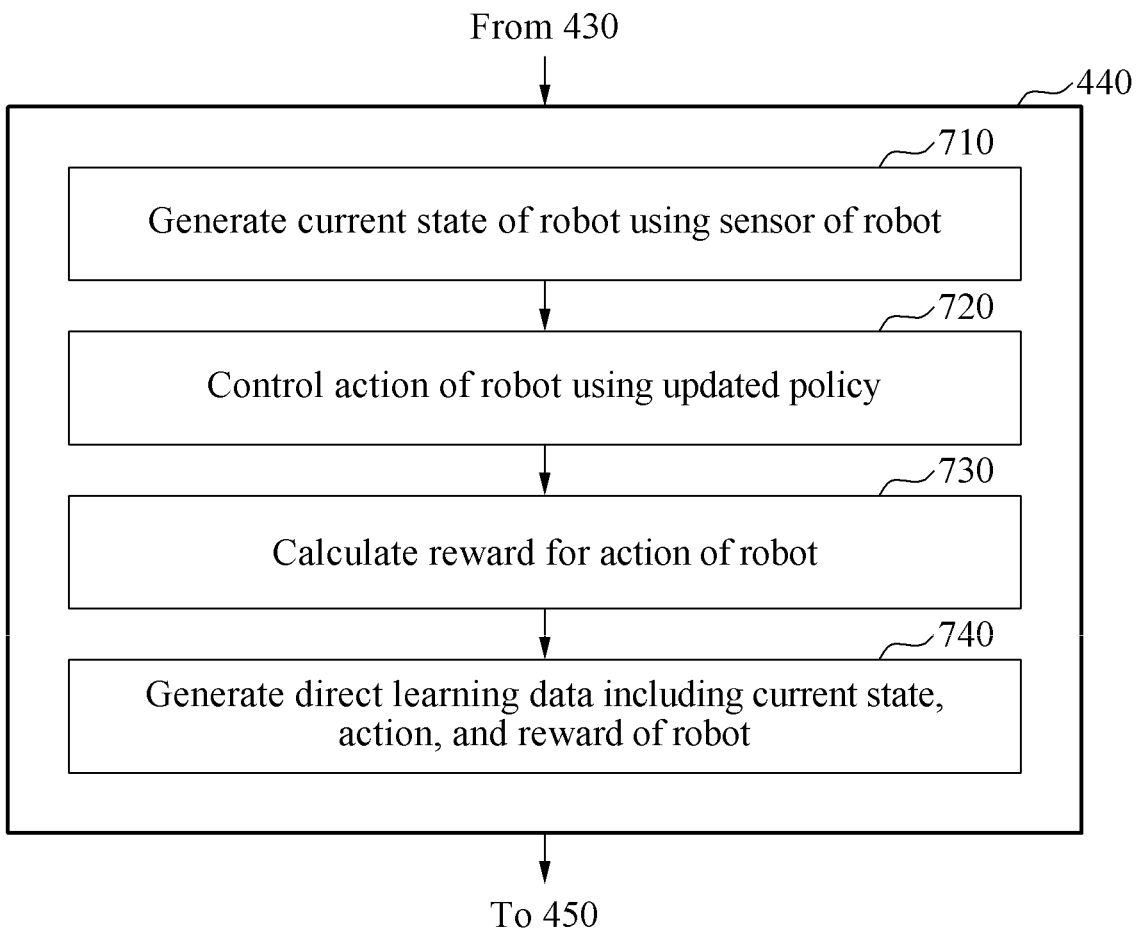 From 430
440
710
Generate current state of robot using sensor of robot
720
Control action of robot using updated policy
730
Calculate reward for action of robot
740
Generate direct learning data including current state,
action, and reward of robot
To 450